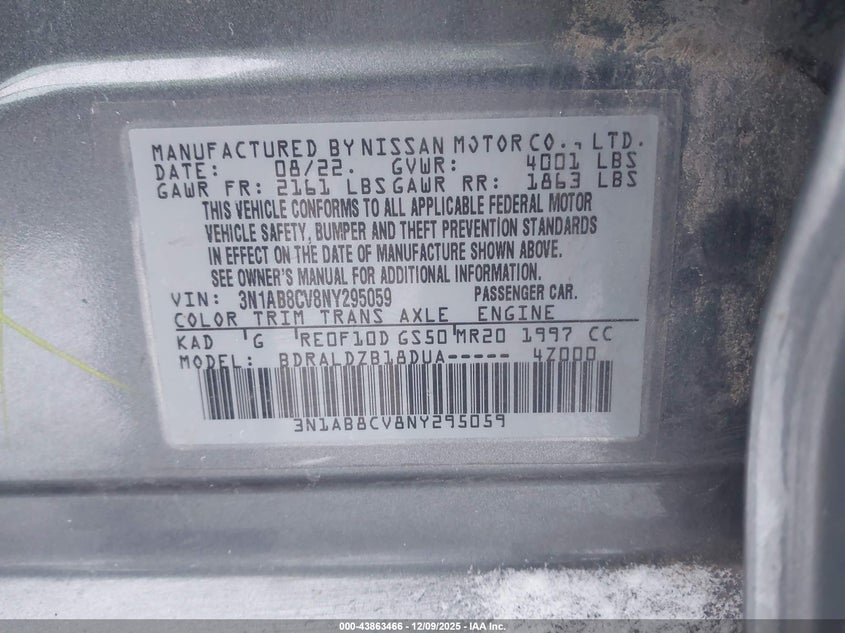 MANUFACTURED BY NISSAN MOTOR CO., LTD.
DATE: 08/22. GVWR: 4001 LBS
GAWR FR: 2161 LBS GAWR RR: 1863 LBS
THIS VEHICLE CONFORMS TO ALL APPLICABLE FEDERAL MOTOR
VEHICLE SAFETY, BUMPER AND THEFT PREVENTION STANDARDS
IN EFFECT ON THE DATE OF MANUFACTURE SHOWN ABOVE.
SEE OWNER'S MANUAL FOR ADDITIONAL INFORMATION.
VIN: 3N1AB8CV8NY295059 PASSENGER CAR.
COLOR TRIM TRANS AXLE ENGINE
KAD G RE0F10D GS50 MR20 1997 CC
MODEL: BDRALDZB18DUA----- 4Z000
3N1AB8CV8NY295059
000-43863466 - 12/09/2025 - IAA Inc.